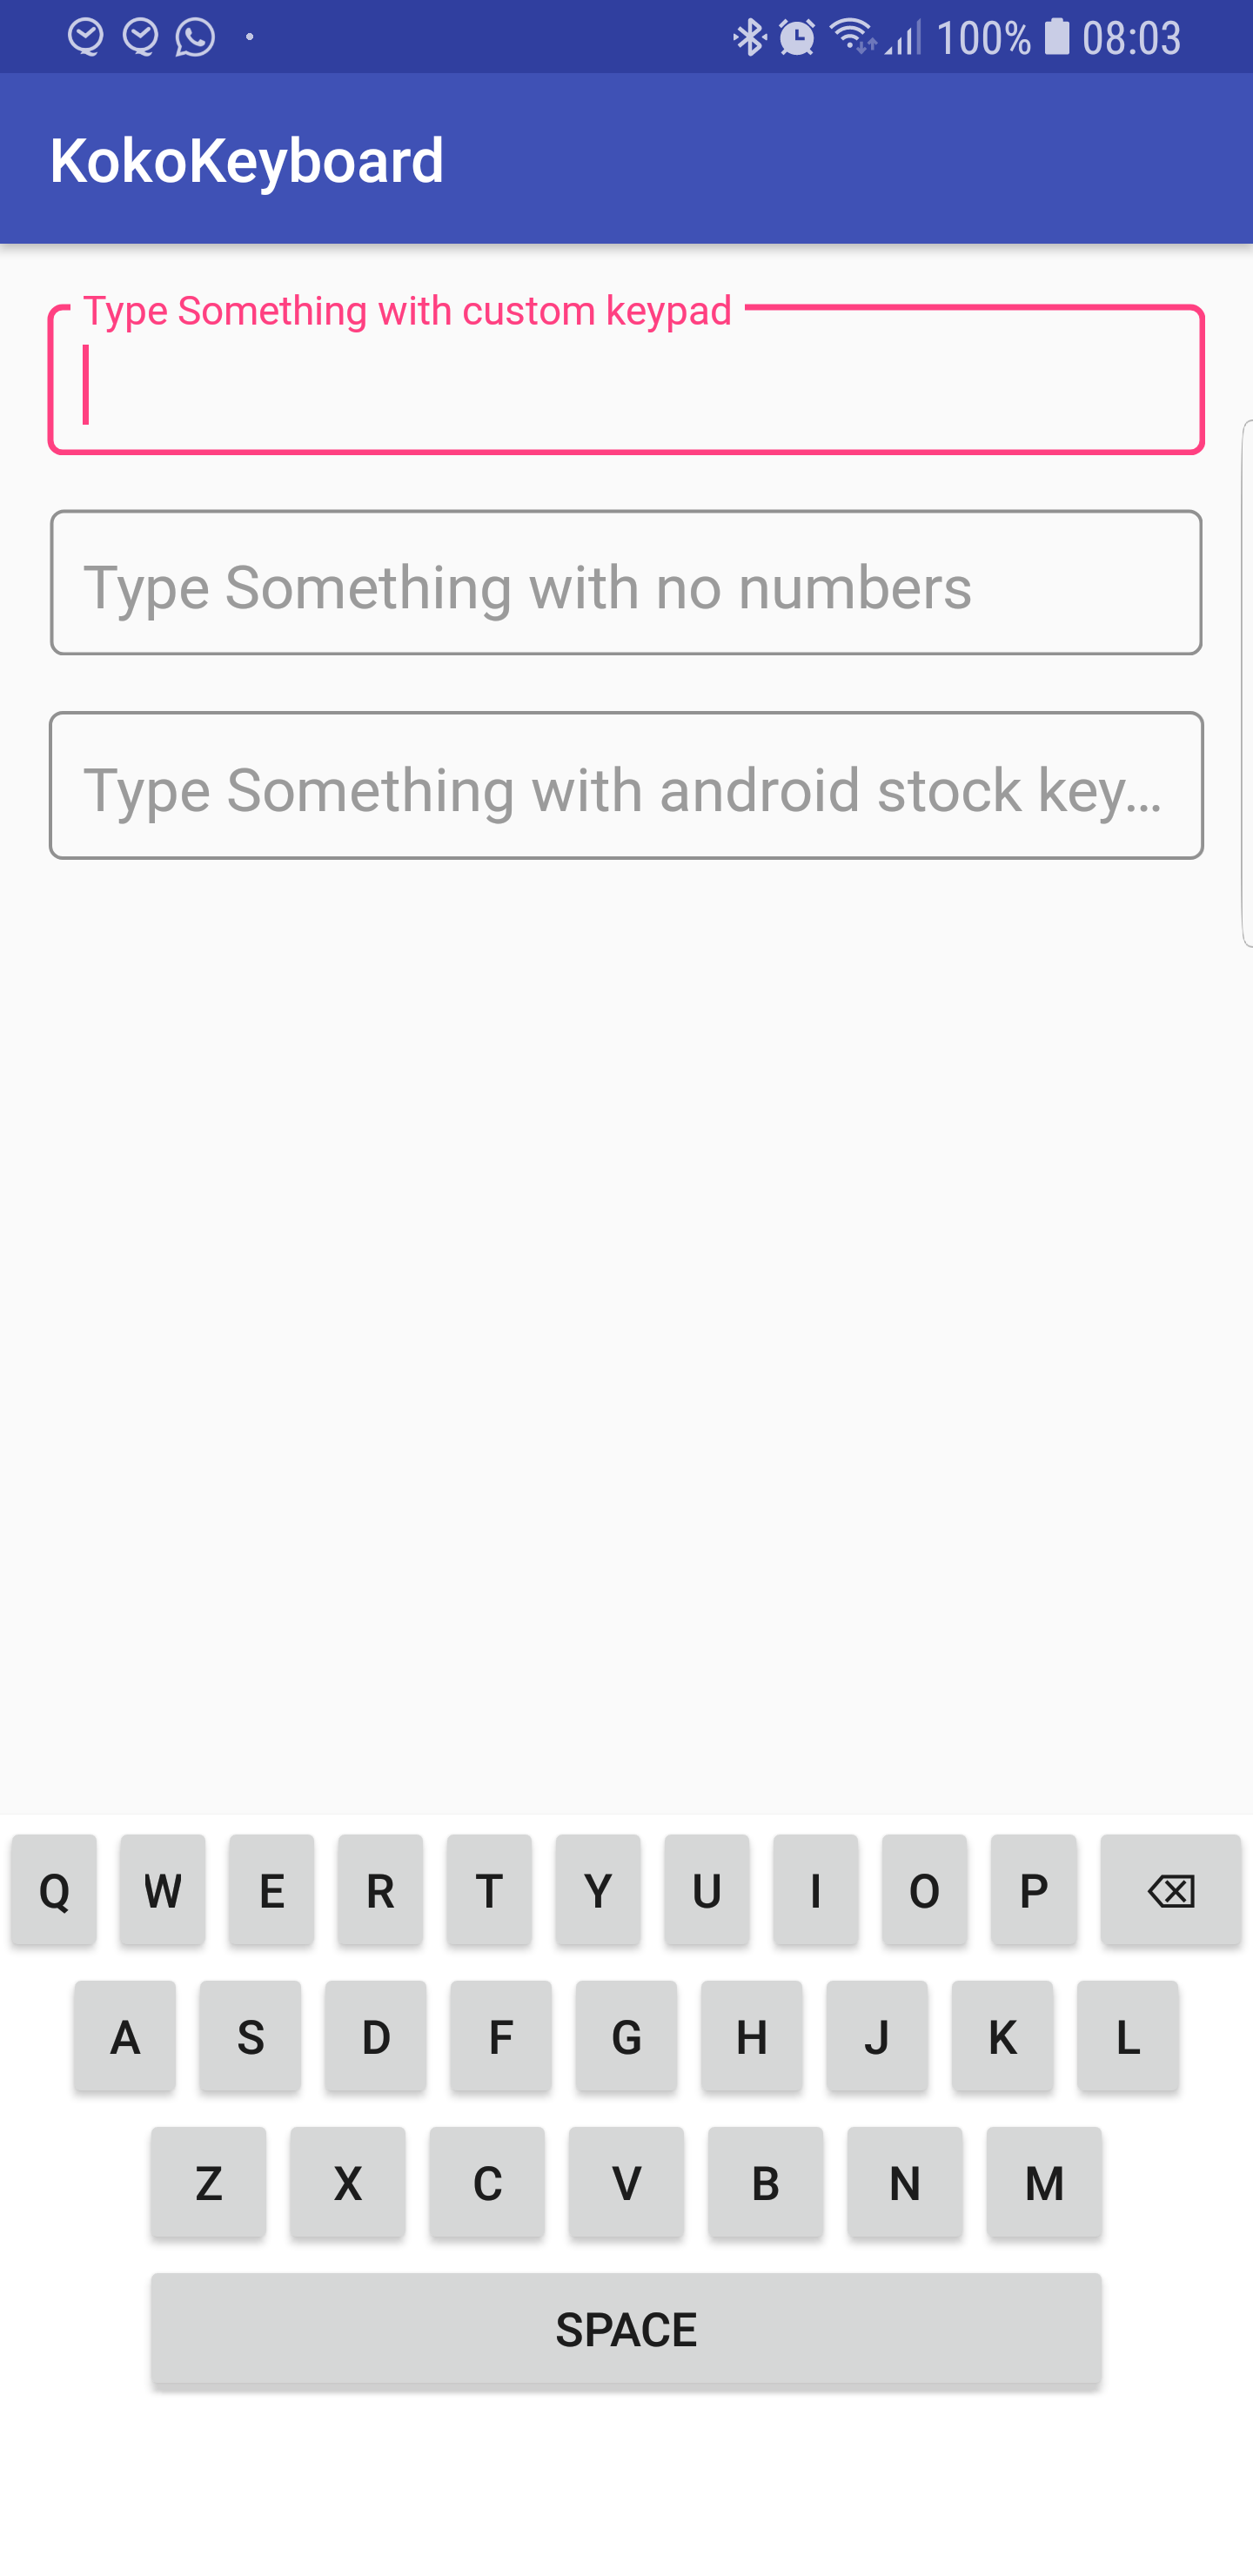 100% 08:03
KokoKeyboard
Type Something with custom keypad
Type Something with no numbers
Type Something with android stock key...
Q W E R T Y U I O P
A S D F G H J K L
Z X C V B N M
SPACE